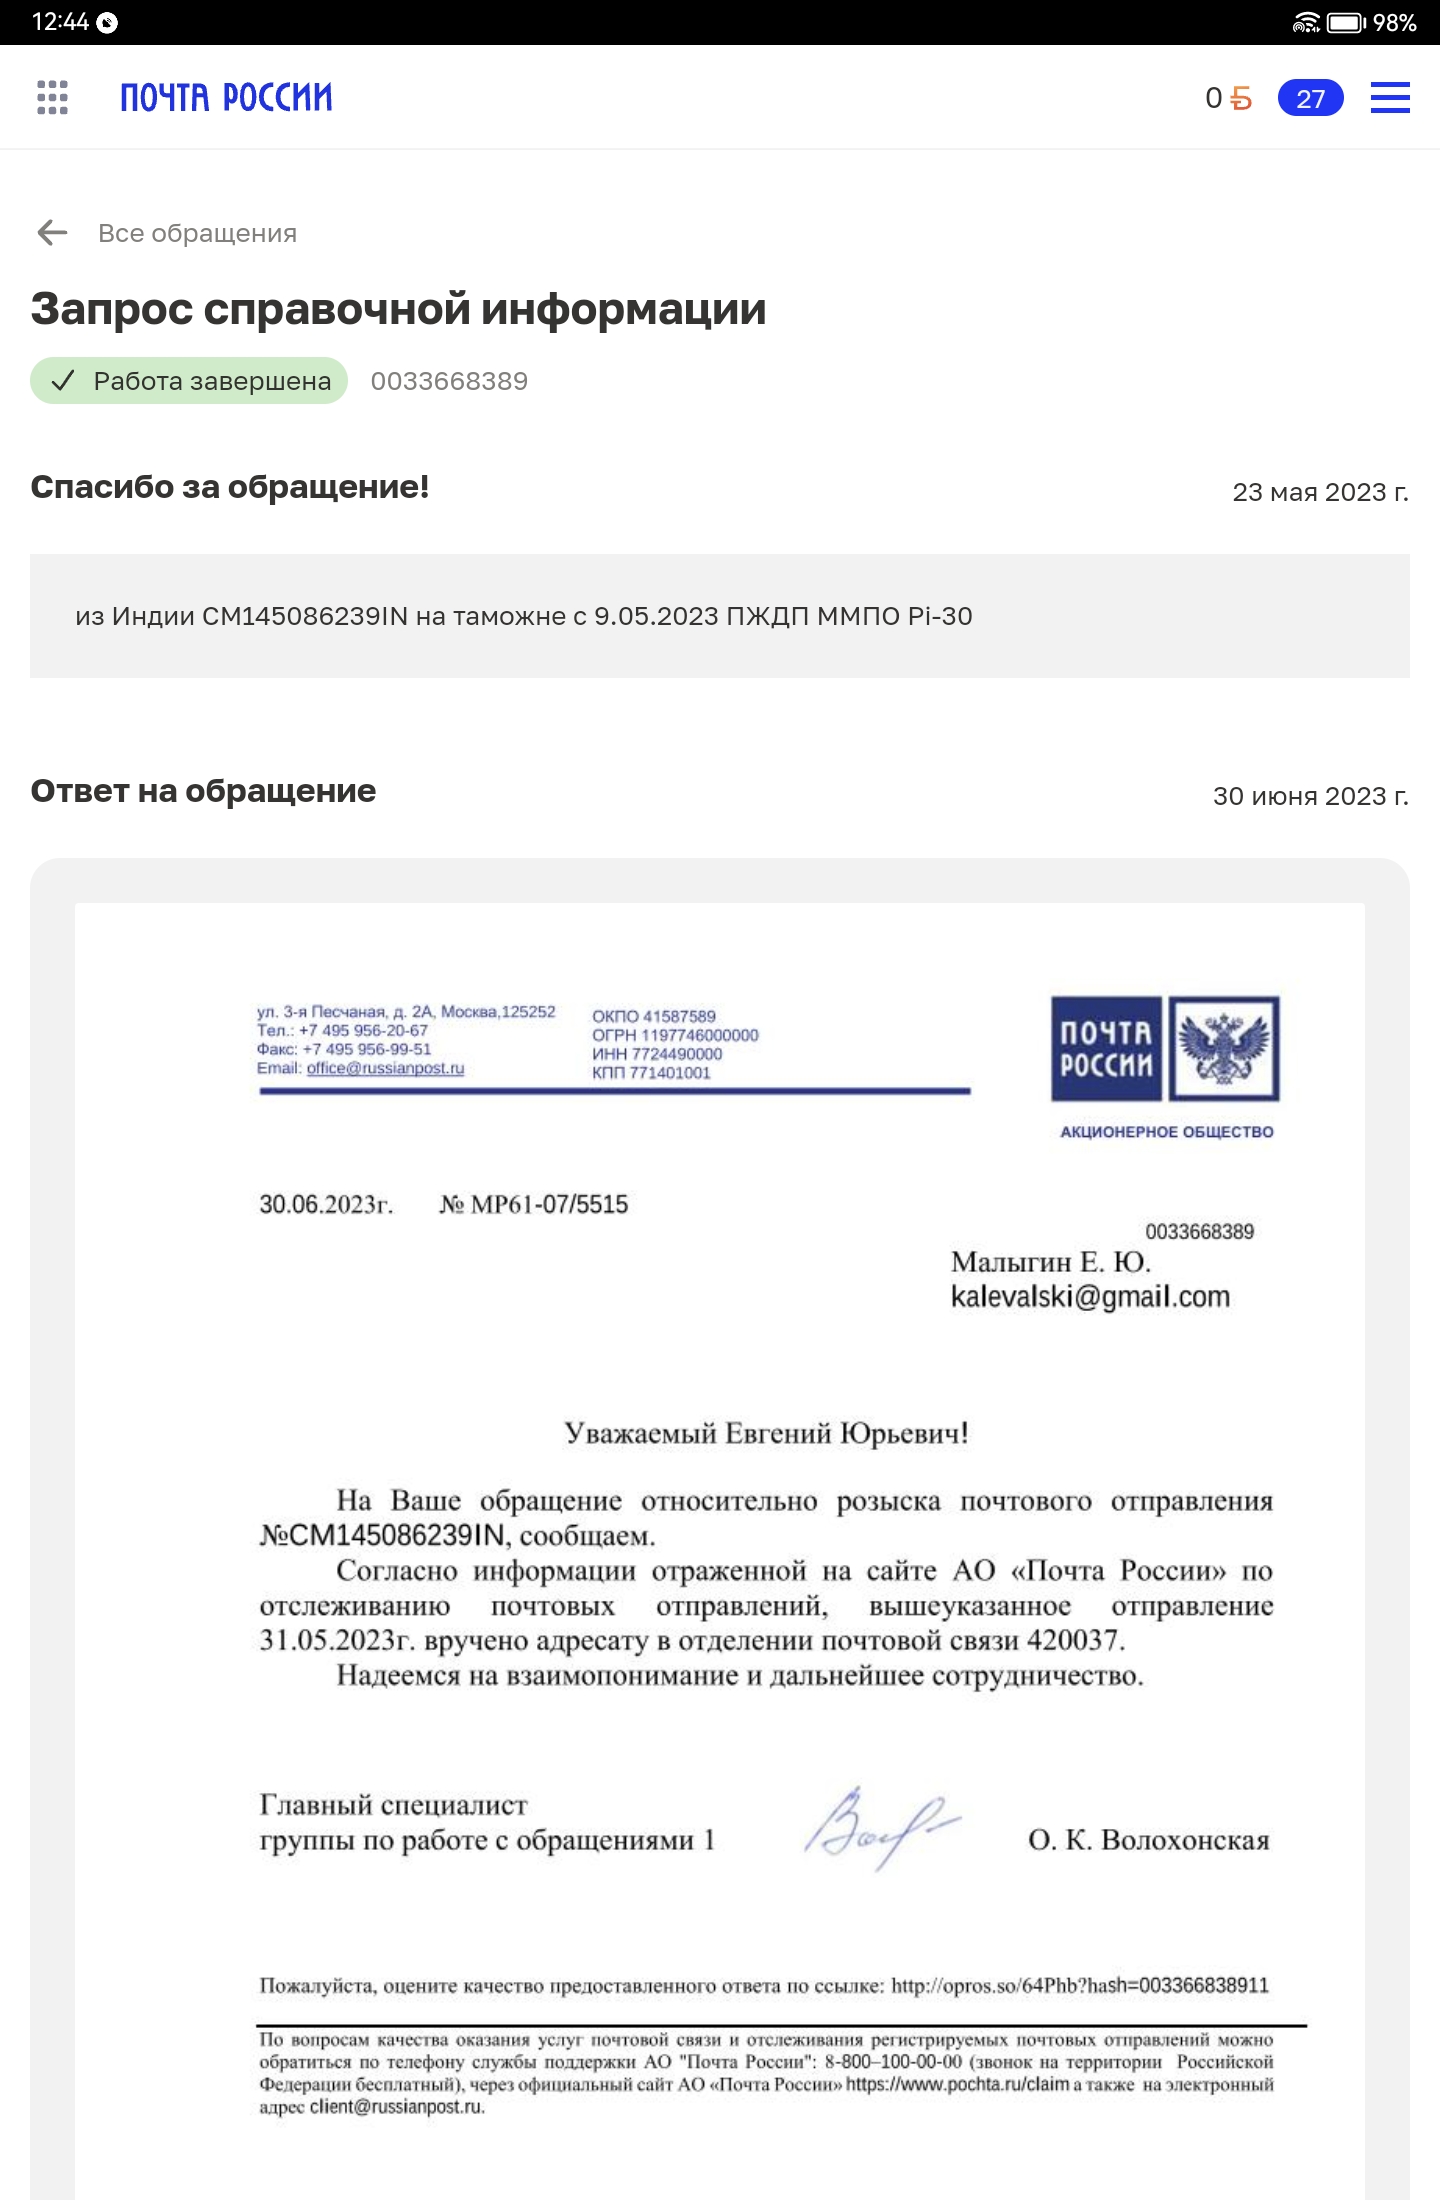 12:44
98%
ПОЧТА РОССИИ
0 Б 27
Все обращения
Запрос справочной информации
Работа завершена 0033668389
Спасибо за обращение! 23 мая 2023 г.
из Индии CM145086239IN на таможне с 9.05.2023 ПЖДП ММПО Pi-30
Ответ на обращение 30 июня 2023 г.
ул. 3-я Песчаная, д. 2А, Москва,125252
Тел.: +7 495 956-20-67
Факс: +7 495 956-99-51
Email: office@russianpost.ru
ОКПО 41587589
ОГРН 1197746000000
ИНН 7724490000
КПП 771401001
ПОЧТА
РОССИИ
АКЦИОНЕРНОЕ ОБЩЕСТВО
30.06.2023г. № МР61-07/5515
0033668389
Малыгин Е. Ю.
kalevalski@gmail.com
Уважаемый Евгений Юрьевич!
На Ваше обращение относительно розыска почтового отправления
№CM145086239IN, сообщаем.
Согласно информации отраженной на сайте АО «Почта России» по
отслеживанию почтовых отправлений, вышеуказанное отправление
31.05.2023г. вручено адресату в отделении почтовой связи 420037.
Надеемся на взаимопонимание и дальнейшее сотрудничество.
Главный специалист
группы по работе с обращениями 1 О. К. Волохонская
Пожалуйста, оцените качество предоставленного ответа по ссылке: http://opros.so/64Phb?hash=003366838911
По вопросам качества оказания услуг почтовой связи и отслеживания регистрируемых почтовых отправлений можно
обратиться по телефону службы поддержки АО "Почта России": 8-800–100-00-00 (звонок на территории Российской
Федерации бесплатный), через официальный сайт АО «Почта России» https://www.pochta.ru/claim а также на электронный
адрес client@russianpost.ru.